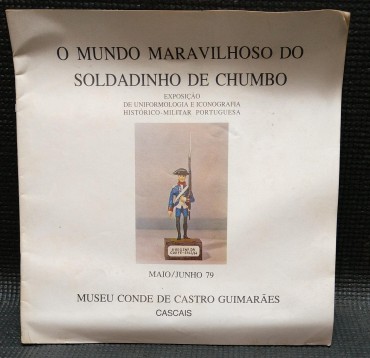 O MUNDO MARAVILHOSO DO
SOLDADINHO DE CHUMBO
EXPOSIÇÃO
DE UNIFORMOLOGIA E ICONOGRAFIA
HISTÓRICO-MILITAR PORTUGUESA
MAIO/JUNHO 79
MUSEU CONDE DE CASTRO GUIMARÃES
CASCAIS